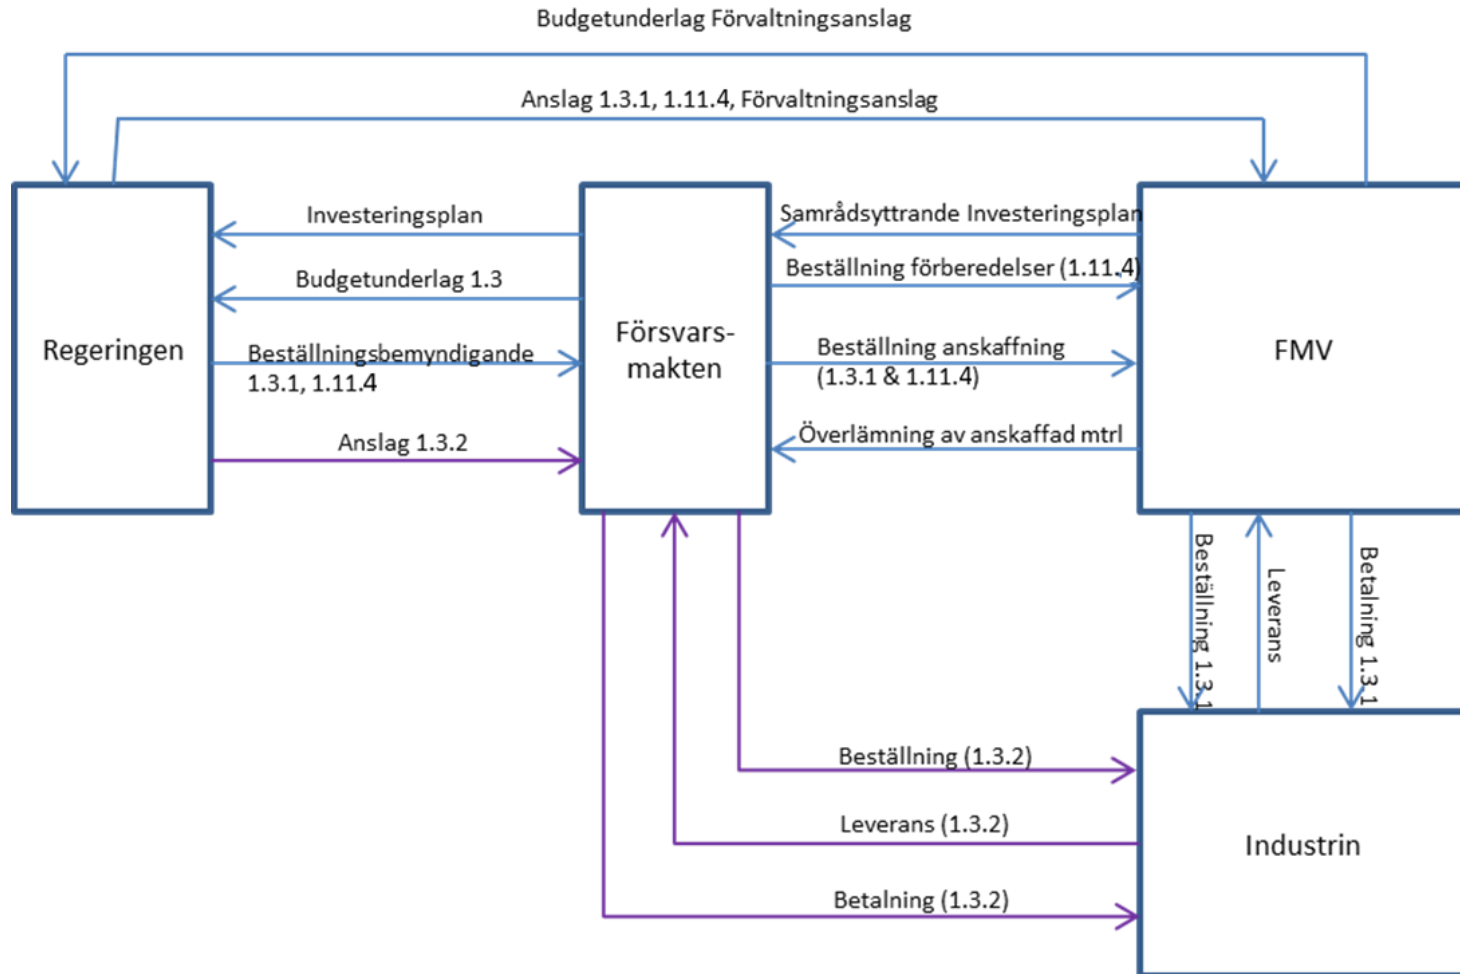 Budgetunderlag Förvaltningsanslag
Anslag 1.3.1, 1.11.4, Förvaltningsanslag
Investeringsplan
Samrådsyttrande Investeringsplan
Budgetunderlag 1.3
Beställning förberedelser (1.11.4)
Regeringen
Försvars-
makten
FMV
Beställningsbemyndigande
1.3.1, 1.11.4
Beställning anskaffning
(1.3.1 & 1.11.4)
Anslag 1.3.2
Överlämning av anskaffad mtrl
Beställning 1.3.1
Leverans
Betalning 1.3.1
Beställning (1.3.2)
Leverans (1.3.2)
Industrin
Betalning (1.3.2)